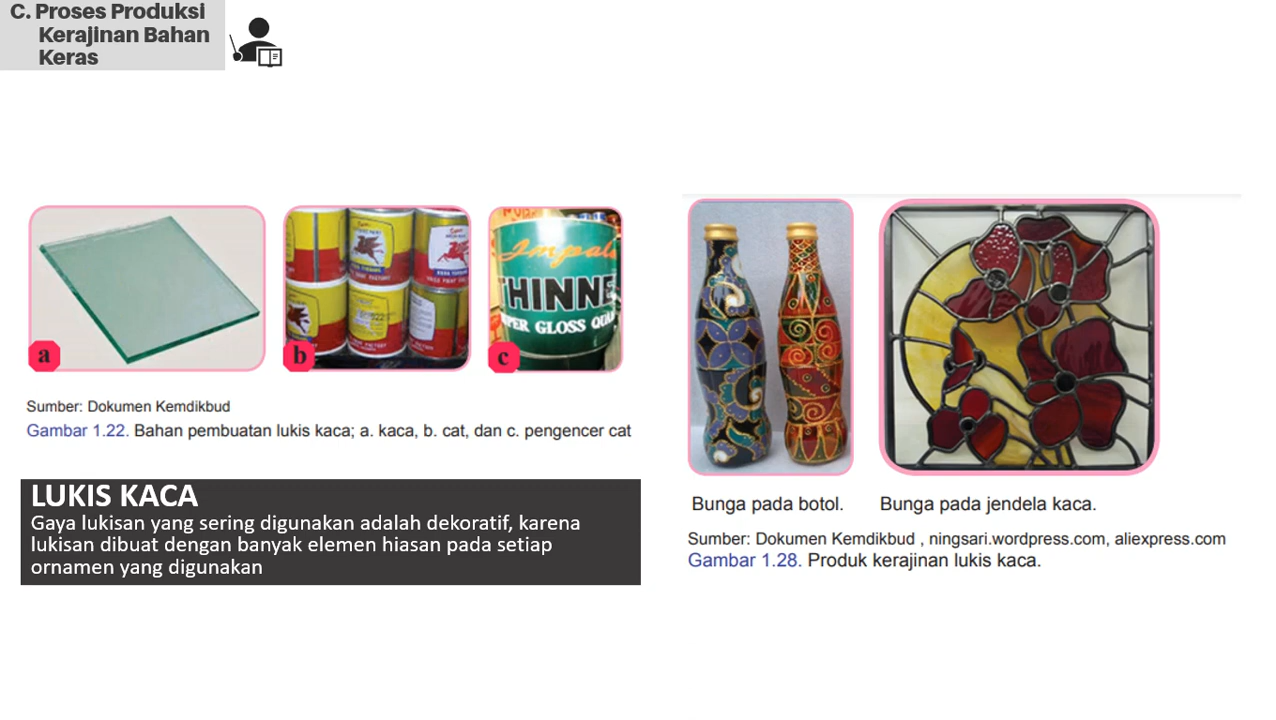 C. Proses Produksi
Kerajinan Bahan
Keras
Impala
THINNE
SUPER GLOSS QUA
a
b
c
Sumber: Dokumen Kemdikbud
Gambar 1.22. Bahan pembuatan lukis kaca; a. kaca, b. cat, dan c. pengencer cat
LUKIS KACA
Gaya lukisan yang sering digunakan adalah dekoratif, karena
lukisan dibuat dengan banyak elemen hiasan pada setiap
ornamen yang digunakan
Bunga pada botol.
Bunga pada jendela kaca.
Sumber: Dokumen Kemdikbud , ningsari.wordpress.com, aliexpress.com
Gambar 1.28. Produk kerajinan lukis kaca.